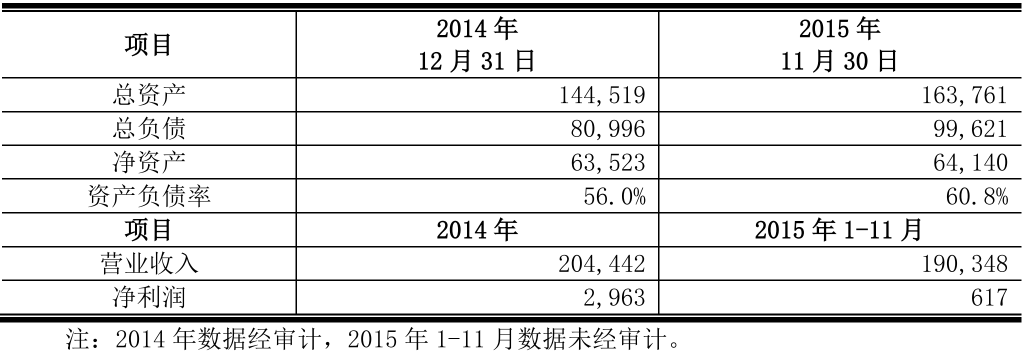 项目 2014 年 12 月 31 日 2015 年 11 月 30 日
总资产 144,519 163,761
总负债 80,996 99,621
净资产 63,523 64,140
资产负债率 56.0% 60.8%
项目 2014 年 2015 年 1-11 月
营业收入 204,442 190,348
净利润 2,963 617
注：2014 年数据经审计，2015 年 1-11 月数据未经审计。